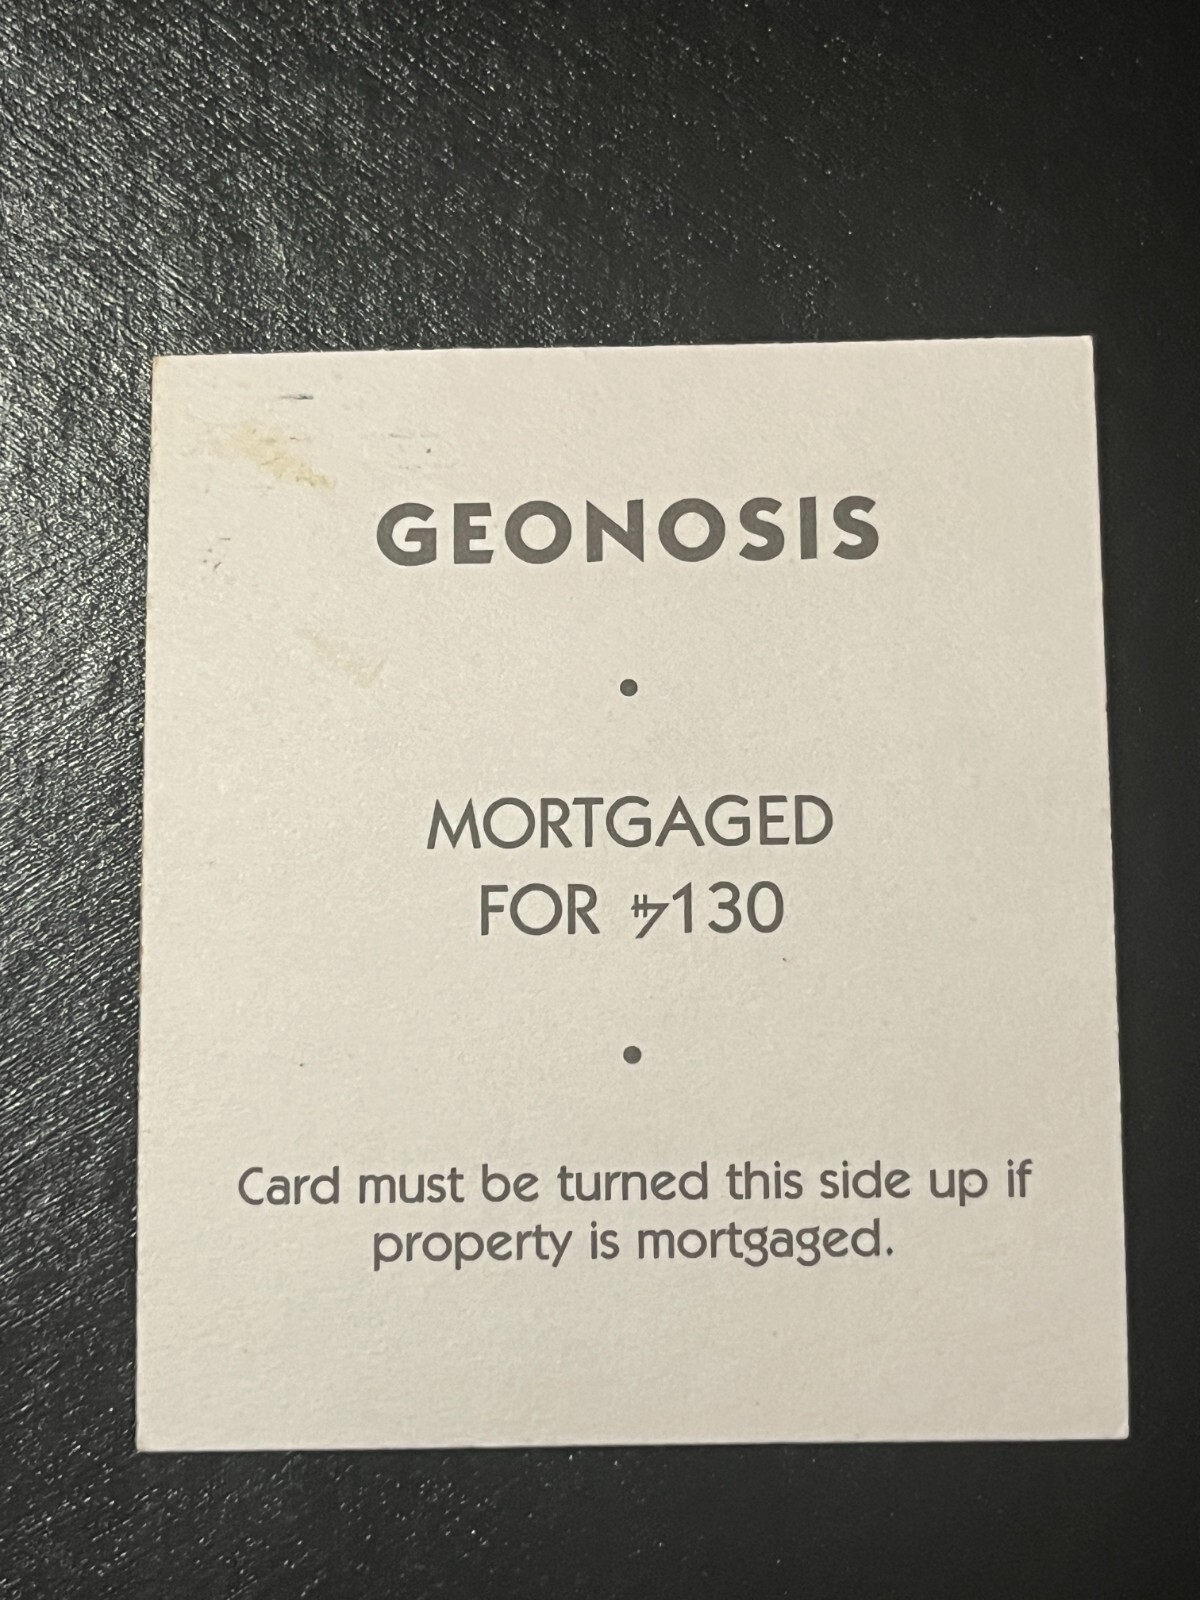 GEONOSIS
•
MORTGAGED
FOR 130
•
Card must be turned this side up if
property is mortgaged.